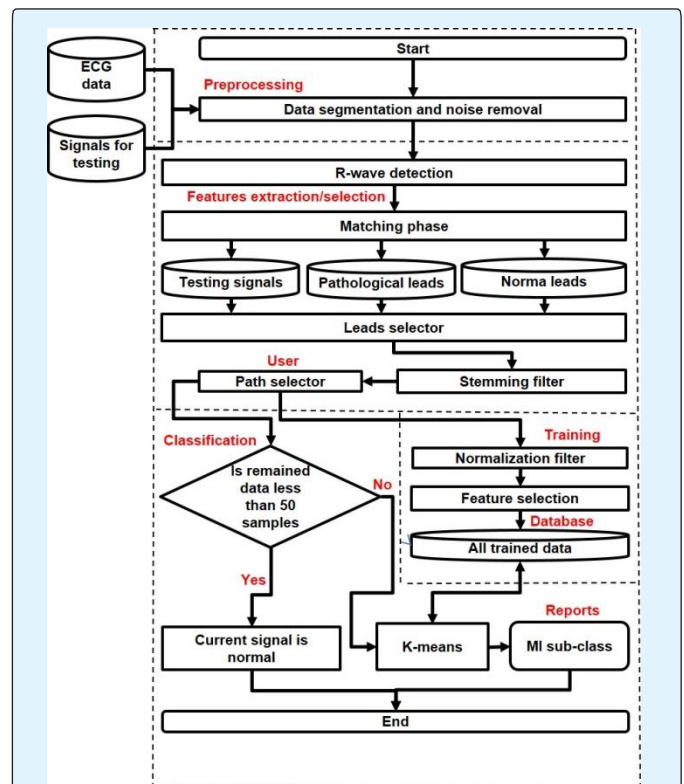 Start
ECG
data
Preprocessing
Data segmentation and noise removal
Signals for
testing
R-wave detection
Features extraction/selection
Matching phase
Testing signals
Pathological leads
Norma leads
Leads selector
User
Path selector
Stemming filter
Classification
Training
Is remained
data less
than 50
samples
No
Normalization filter
Feature selection
Database
All trained data
Yes
Reports
Current signal is
normal
K-means
MI sub-class
End